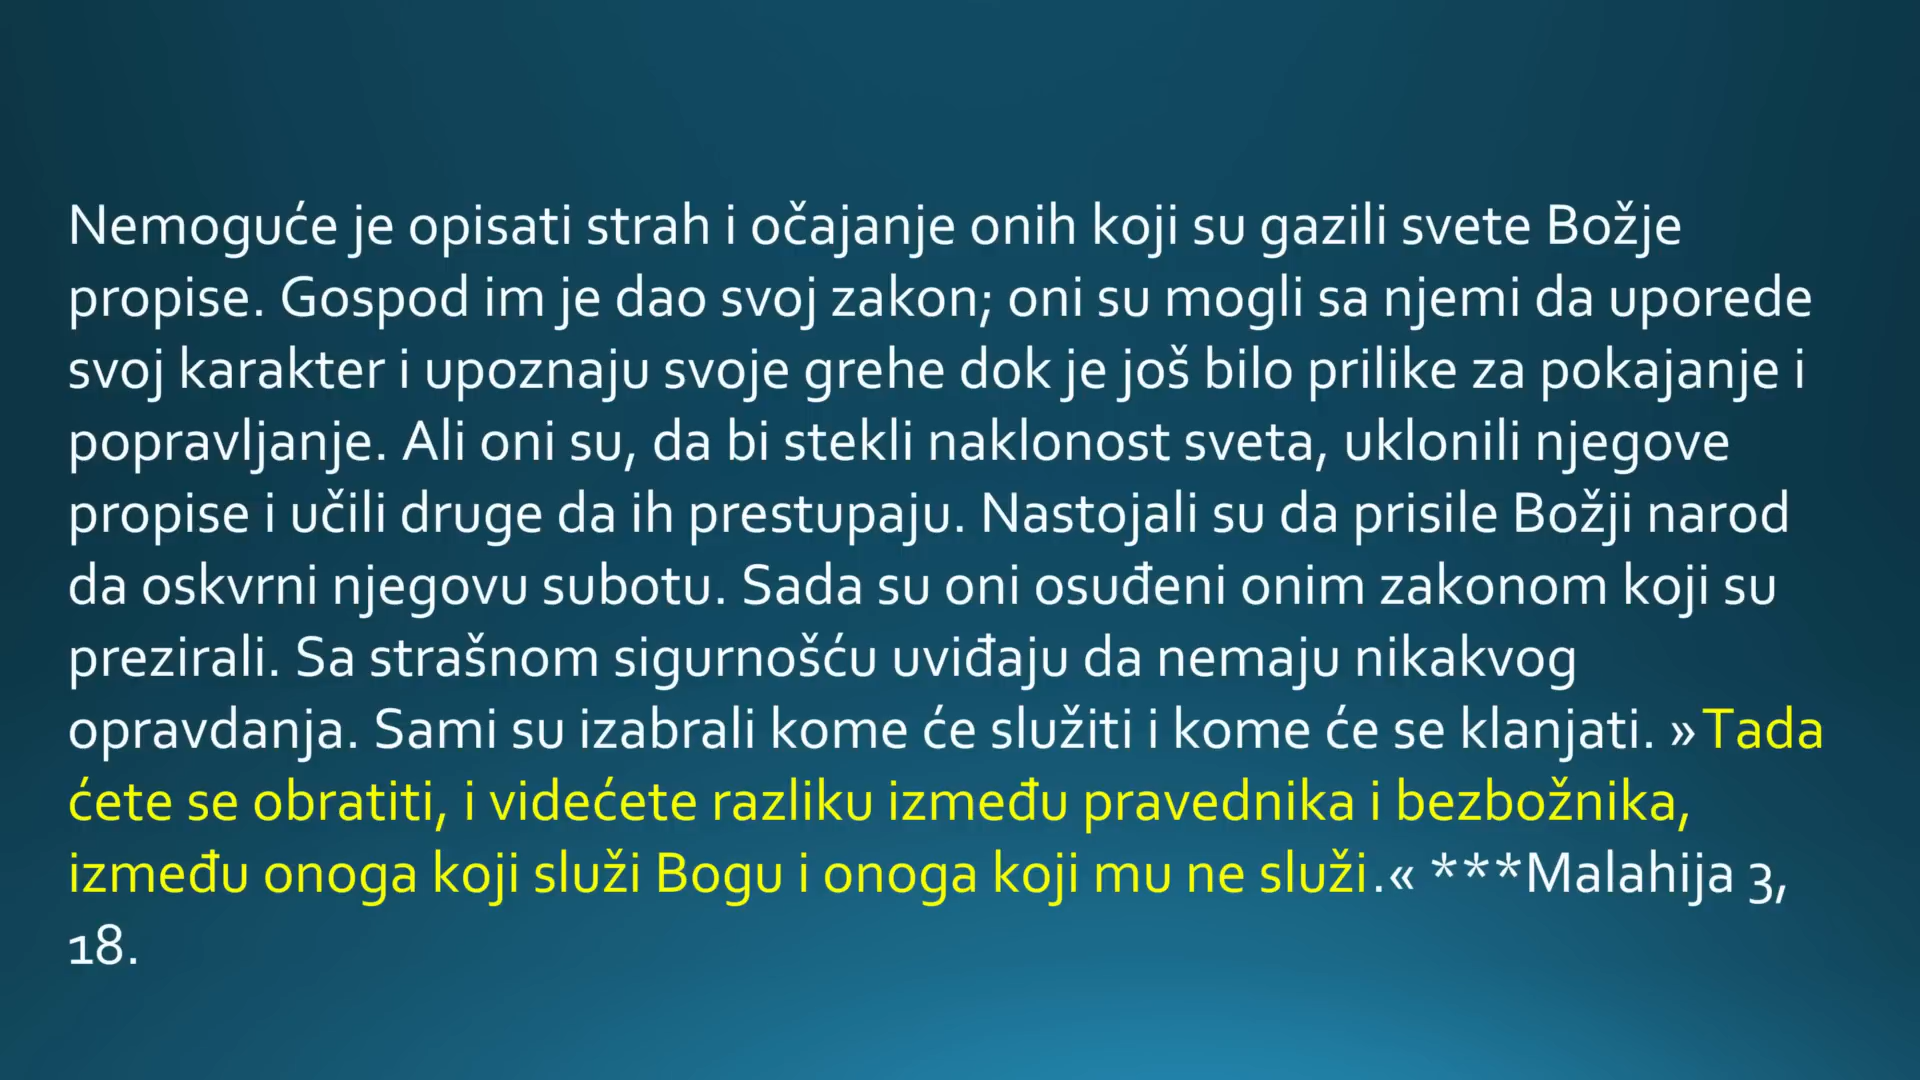 Nemoguće je opisati strah i očajanje onih koji su gazili svete Božje
propise. Gospod im je dao svoj zakon; oni su mogli sa njemi da uporede
svoj karakter i upoznaju svoje grehe dok je još bilo prilike za pokajanje i
popravljanje. Ali oni su, da bi stekli naklonost sveta, uklonili njegove
propise i učili druge da ih prestupaju. Nastojali su da prisile Božji narod
da oskvrni njegovu subotu. Sada su oni osuđeni onim zakonom koji su
prezirali. Sa strašnom sigurnošću uviđaju da nemaju nikakvog
opravdanja. Sami su izabrali kome će služiti i kome će se klanjati. »Tada
ćete se obratiti, i videćete razliku između pravednika i bezbožnika,
između onoga koji služi Bogu i onoga koji mu ne služi.« ***Malahija 3,
18.